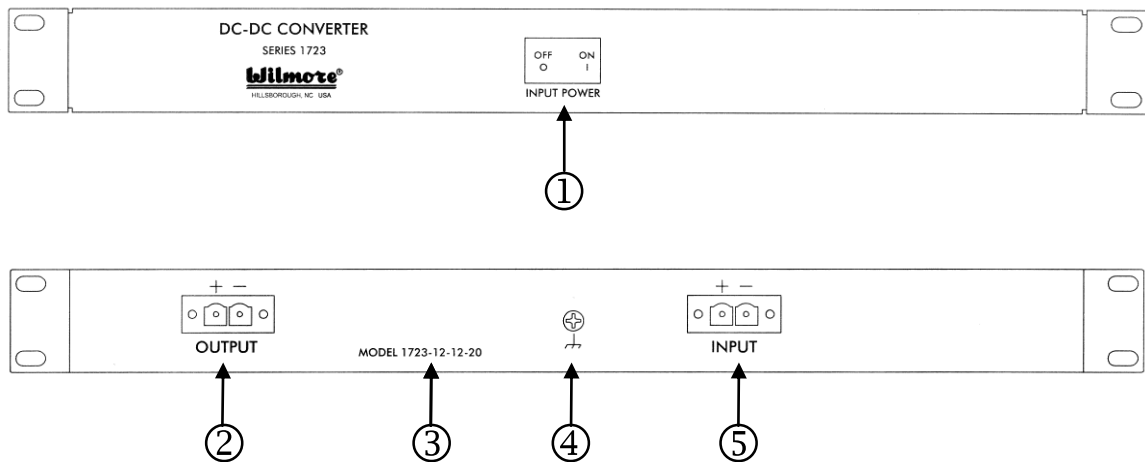 DC-DC CONVERTER
SERIES 1723
Wilmore®
HILLSBOROUGH, NC USA
OFF ON
O I
INPUT POWER
①
+ −
OUTPUT
MODEL 1723-12-12-20
+ −
INPUT
②
③
④
⑤